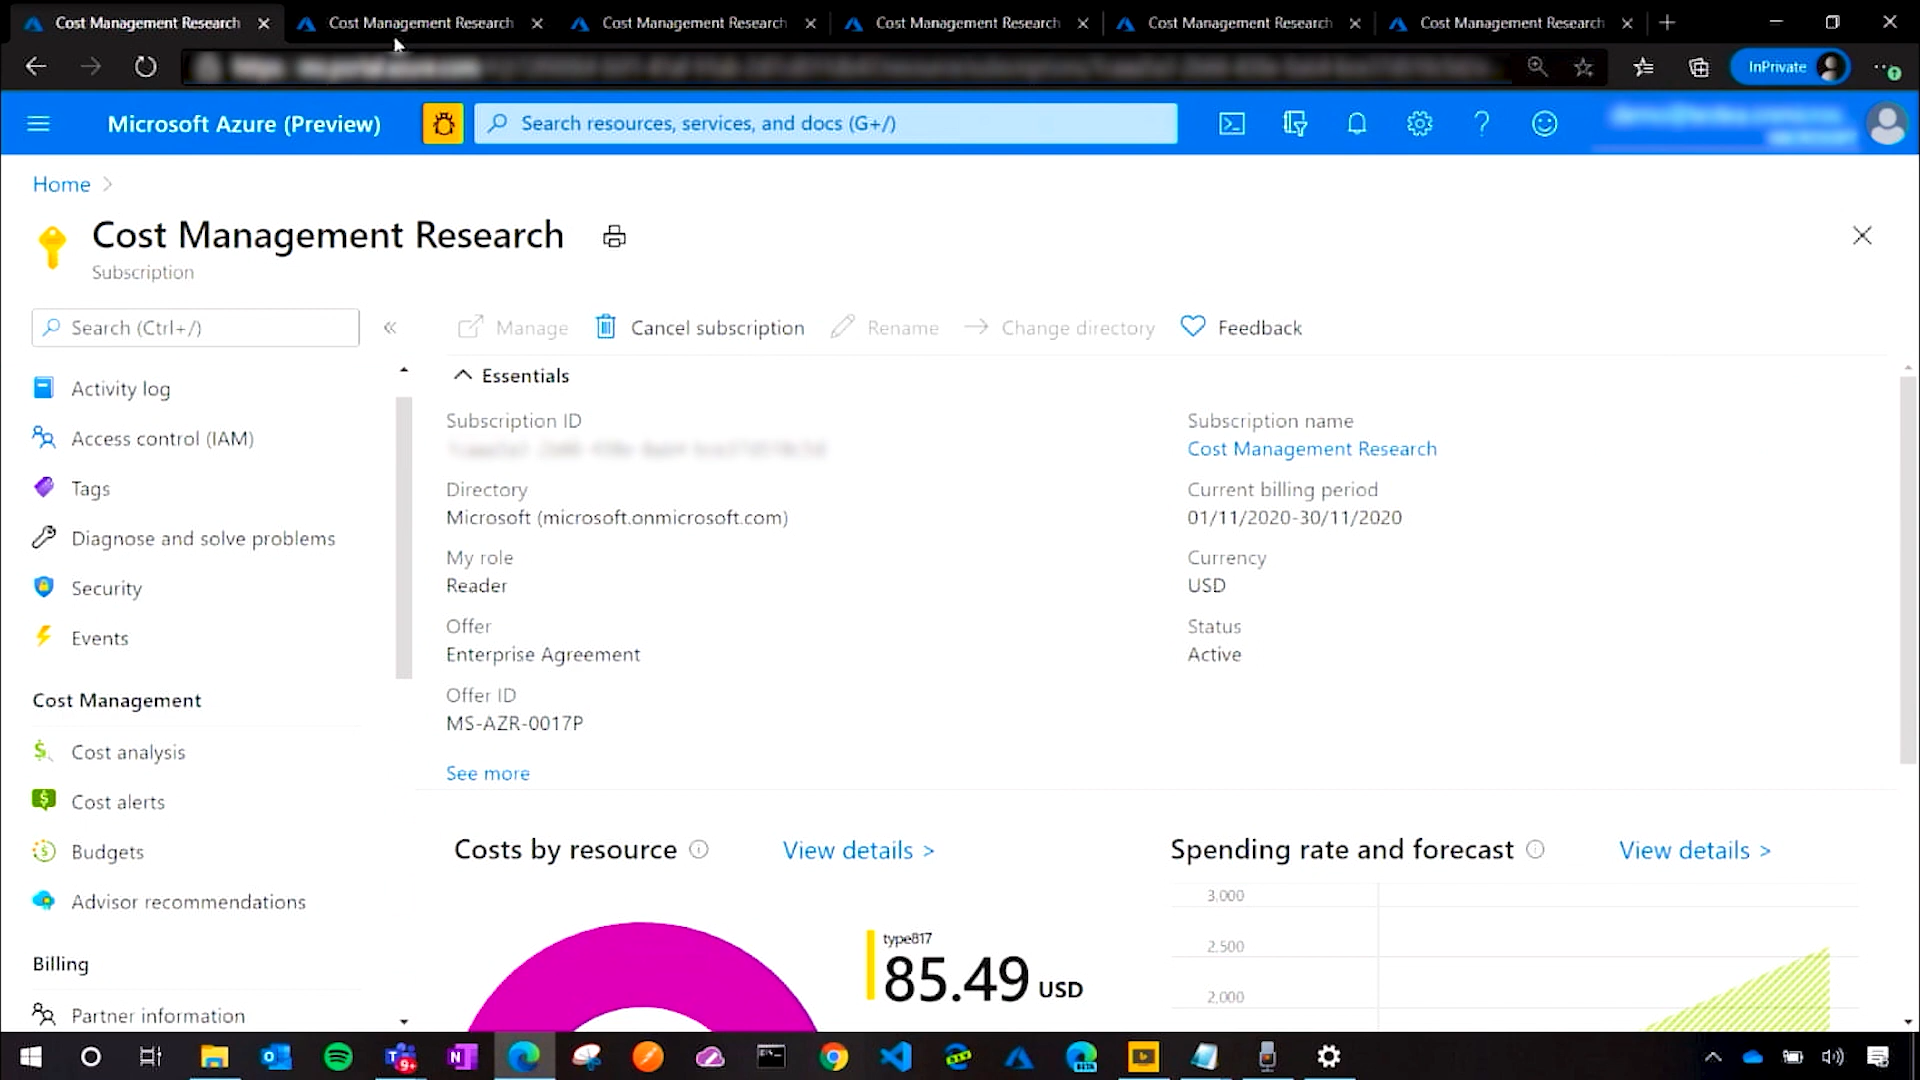 Cost Management Research
Cost Management Research
Cost Management Research
Cost Management Research
Cost Management Research
Cost Management Research
InPrivate
Microsoft Azure (Preview)
Search resources, services, and docs (G+/)
Home
Cost Management Research
Subscription
Search (Ctrl+/)
«
Manage
Cancel subscription
Rename
Change directory
Feedback
Activity log
Access control (IAM)
Tags
Diagnose and solve problems
Security
Events
Cost Management
Cost analysis
Cost alerts
Budgets
Advisor recommendations
Billing
Partner information
Essentials
Subscription ID
Directory
Microsoft (microsoft.onmicrosoft.com)
My role
Reader
Offer
Enterprise Agreement
Offer ID
MS-AZR-0017P
See more
Subscription name
Cost Management Research
Current billing period
01/11/2020-30/11/2020
Currency
USD
Status
Active
Costs by resource
View details >
type817
85.49 USD
Spending rate and forecast
View details >
3,000
2,500
2,000
9+
BETA